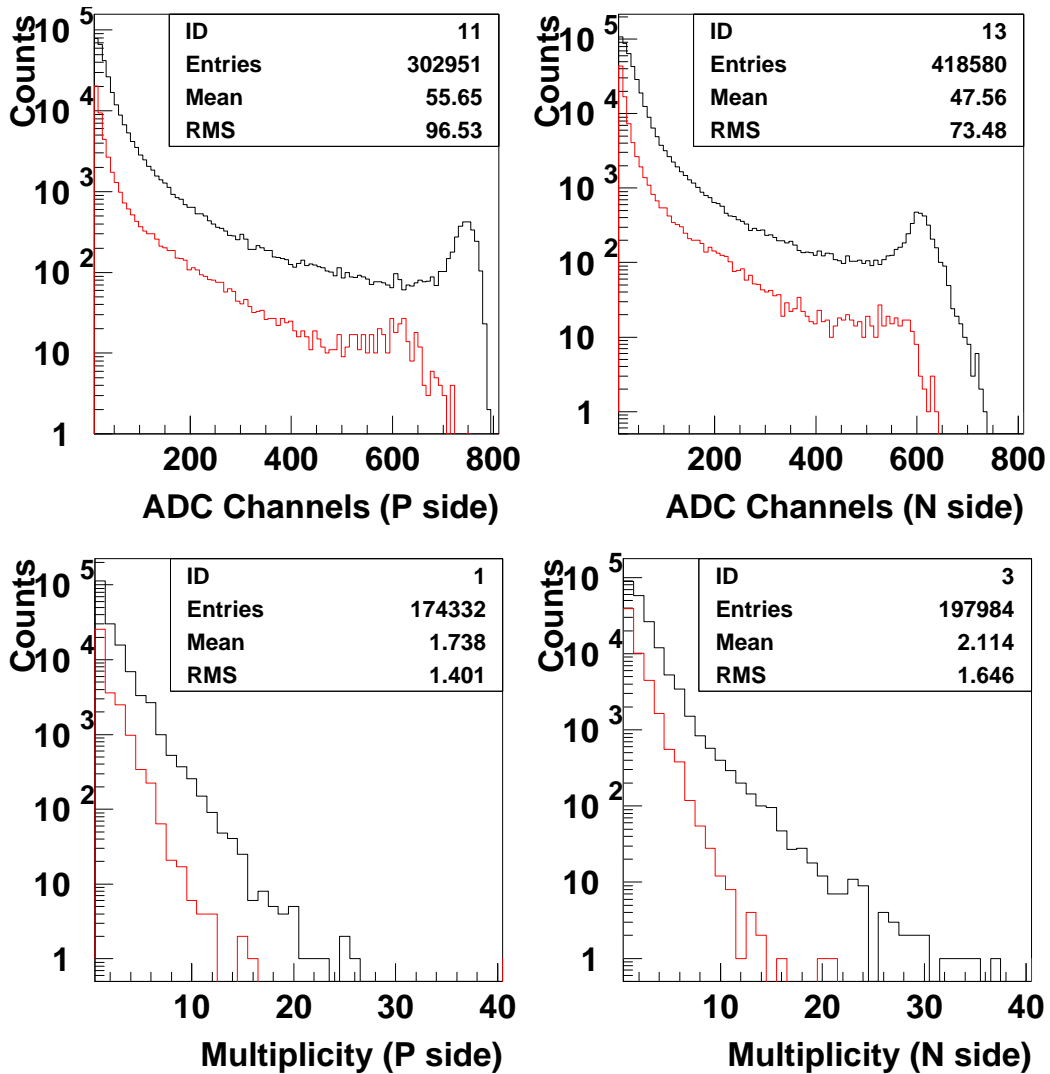 Counts
10 5
10 4
10 3
10 2
10
1
ID 11
Entries 302951
Mean 55.65
RMS 96.53
200 400 600 800
ADC Channels (P side)
Counts
10 5
10 4
10 3
10 2
10
1
ID 13
Entries 418580
Mean 47.56
RMS 73.48
200 400 600 800
ADC Channels (N side)
Counts
10 5
10 4
10 3
10 2
10
1
ID 1
Entries 174332
Mean 1.738
RMS 1.401
10 20 30 40
Multiplicity (P side)
Counts
10 5
10 4
10 3
10 2
10
1
ID 3
Entries 197984
Mean 2.114
RMS 1.646
10 20 30 40
Multiplicity (N side)